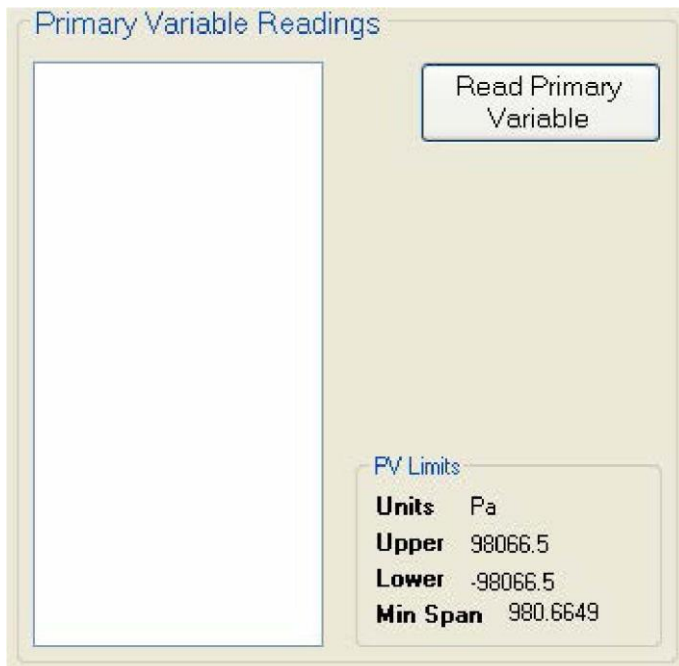 Primary Variable Readings
Read Primary
Variable
PV Limits
Units Pa
Upper 98066.5
Lower -98066.5
Min Span 980.6649